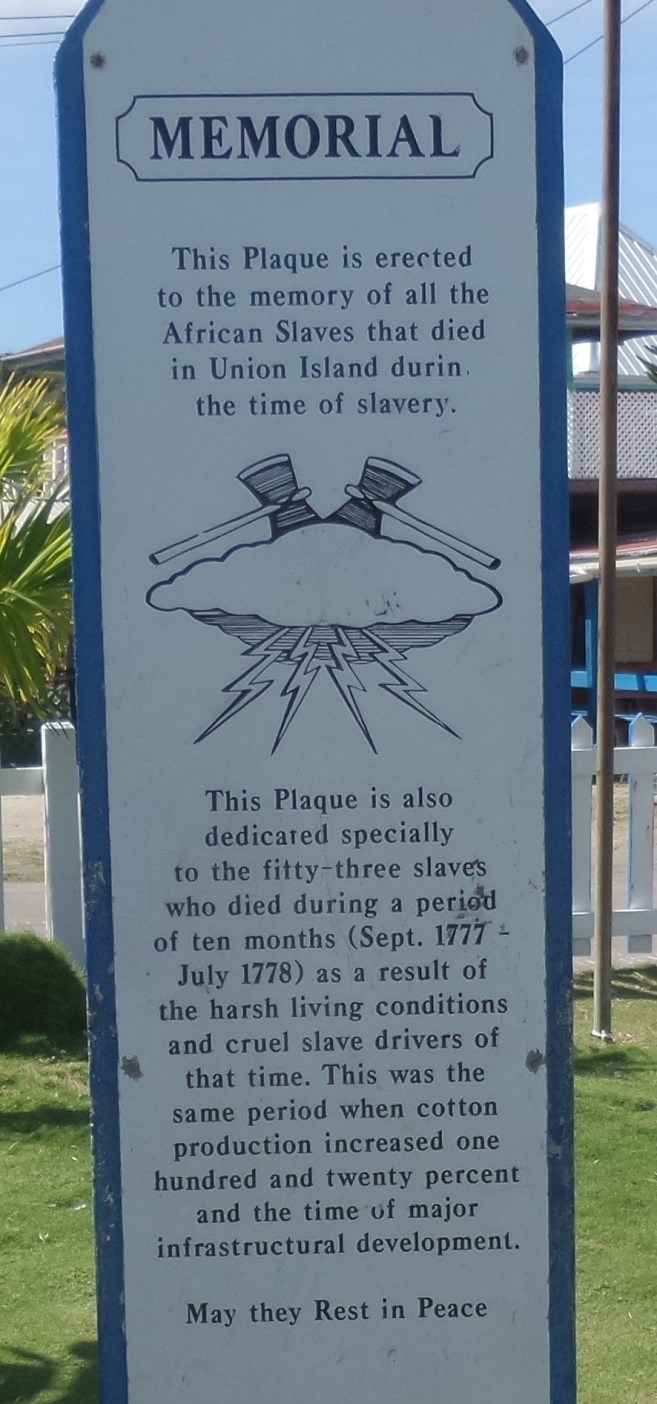 MEMORIAL
This Plaque is erected
to the memory of all the
African Slaves that died
in Union Island durin
the time of slavery.
This Plaque is also
dedicated specially
to the fifty-three slaves
who died during a period
of ten months (Sept. 1777 -
July 1778) as a result of
the harsh living conditions
and cruel slave drivers of
that time. This was the
same period when cotton
production increased one
hundred and twenty percent
and the time of major
infrastructural development.
May they Rest in Peace